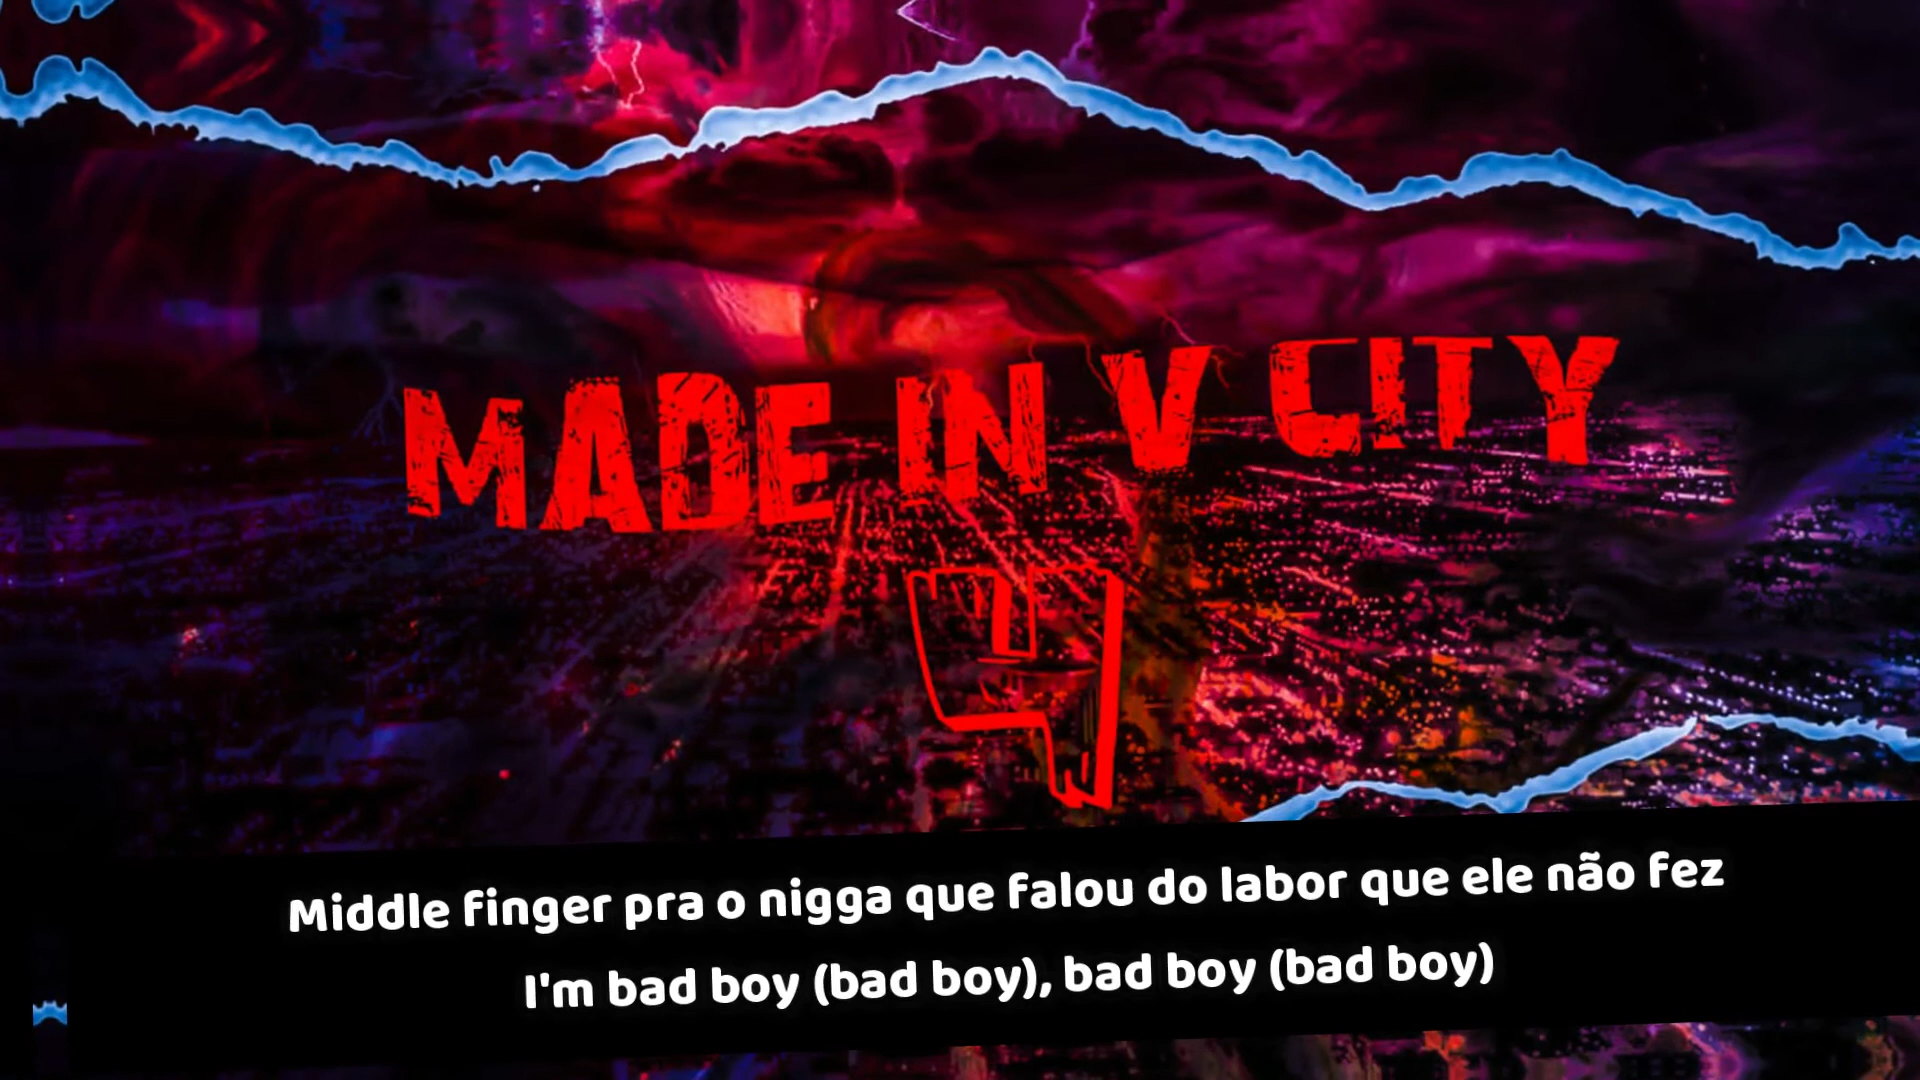 MADE IN V CITY
4
Middle finger pra o nigga que falou do labor que ele não fez
I'm bad boy (bad boy), bad boy (bad boy)